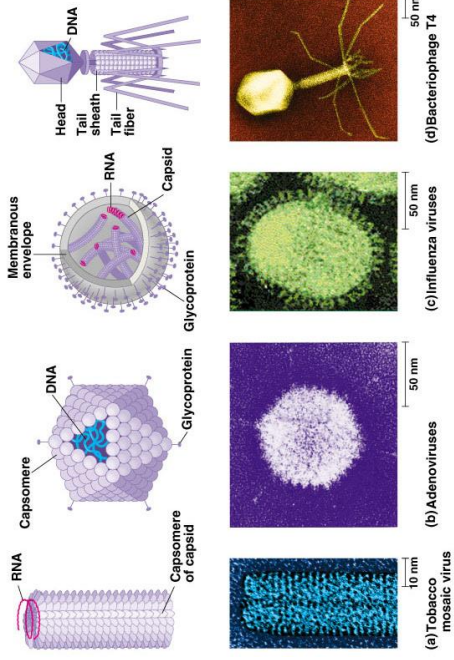 RNA
Capsomere
of capsid
Capsomere
DNA
Glycoprotein
Membranous
envelope
RNA
Capsid
Glycoprotein
DNA
Head
Tail
sheath
Tail
fiber
10 nm
50 nm
50 nm
50 nm
(a)Tobacco
mosaic virus
(b)Adenoviruses
(c)Influenza viruses
(d)Bacteriophage T4